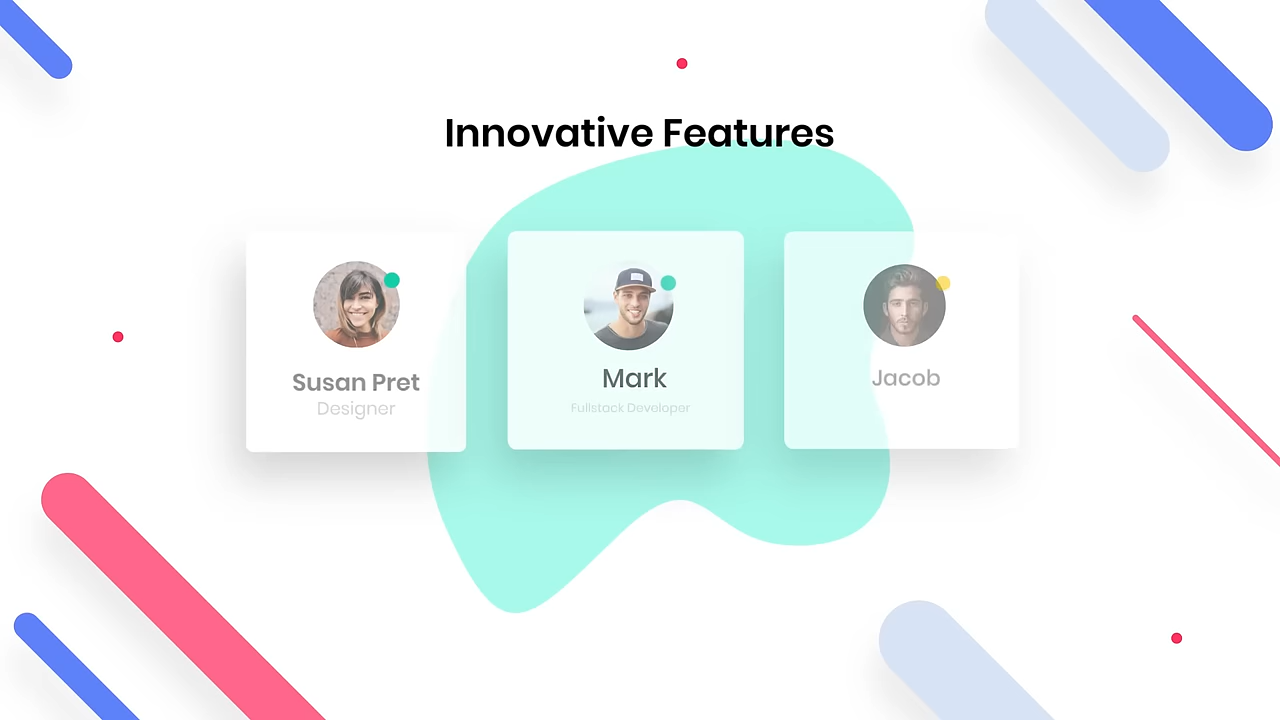 Innovative Features
Susan Pret
Designer
Mark
Fullstack Developer
Jacob